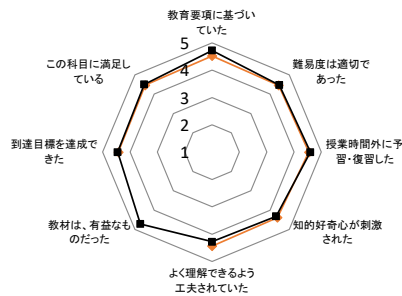 教育要項に基づい
ていた
難易度は適切で
あった
授業時間外に予
習・復習した
知的好奇心が刺激
された
よく理解できるよう
工夫されていた
教材は、有益なも
のだった
到達目標を達成で
きた
この科目に満足し
ている
5
4
3
2
1